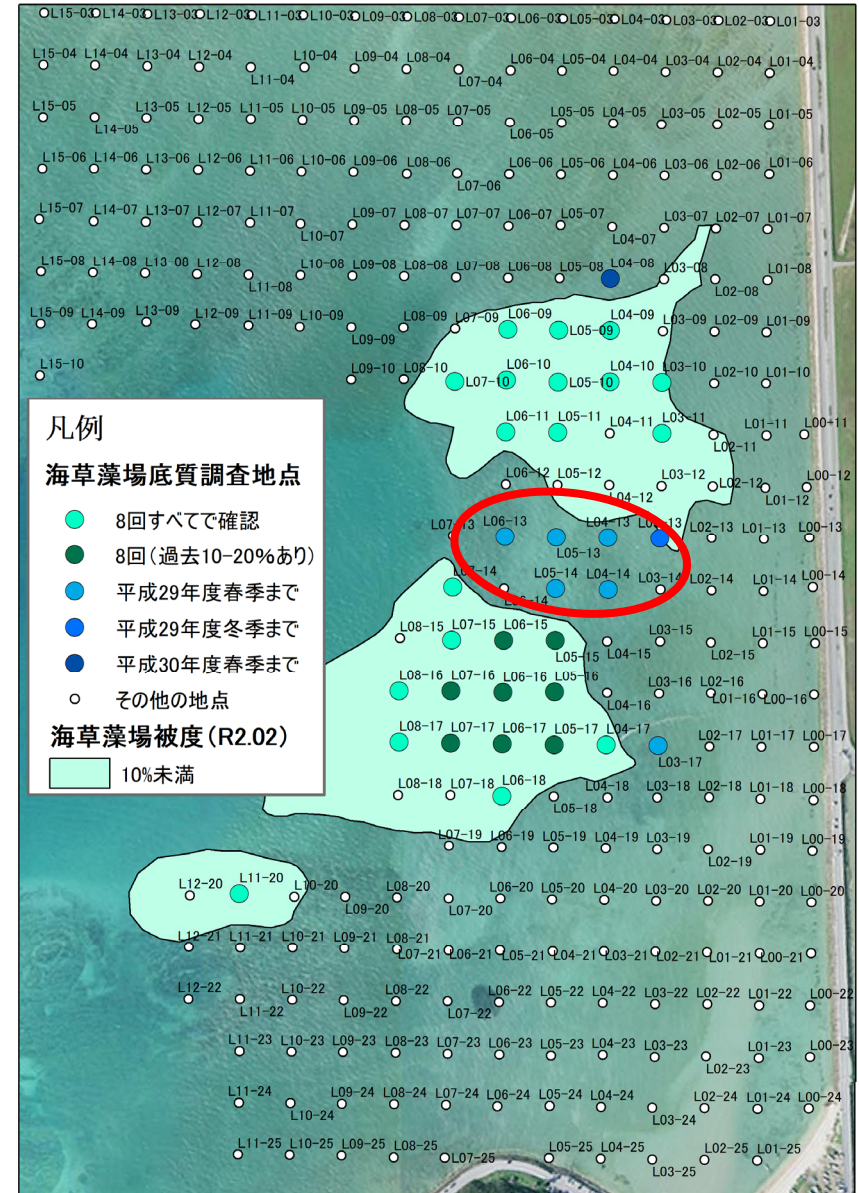 L15-03 L14-03 L13-03 L12-03 L11-03 L10-03 L09-03 L08-03 L07-03 L06-03 L05-03 L04-03 L03-03 L02-03 L01-03
L15-04 L14-04 L13-04 L12-04 L11-04 L10-04 L09-04 L08-04 L07-04 L06-04 L05-04 L04-04 L03-04 L02-04 L01-04
L15-05 L14-05 L13-05 L12-05 L11-05 L10-05 L09-05 L08-05 L07-05 L06-05 L05-05 L04-05 L03-05 L02-05 L01-05
L15-06 L14-06 L13-06 L12-06 L11-06 L10-06 L09-06 L08-06 L07-06 L06-06 L05-06 L04-06 L03-06 L02-06 L01-06
L15-07 L14-07 L13-07 L12-07 L11-07 L10-07 L09-07 L08-07 L07-07 L06-07 L05-07 L04-07 L03-07 L02-07 L01-07
L15-08 L14-08 L13-08 L12-08 L11-08 L10-08 L09-08 L08-08 L07-08 L06-08 L05-08 L04-08 L03-08 L02-08 L01-08
L15-09 L14-09 L13-09 L12-09 L11-09 L10-09 L09-09 L08-09 L07-09 L06-09 L05-09 L04-09 L03-09 L02-09 L01-09
L15-10 L09-10 L08-10 L07-10 L06-10 L05-10 L04-10 L03-10 L02-10 L01-10
L06-11 L05-11 L04-11 L03-11 L02-11 L01-11 L00-11
L06-12 L05-12 L04-12 L03-12 L02-12 L01-12 L00-12
L07-13 L06-13 L05-13 L04-13 L02-13 L01-13 L00-13
L07-14 L06-14 L05-14 L04-14 L03-14 L02-14 L01-14 L00-14
L08-15 L07-15 L06-15 L05-15 L04-15 L03-15 L02-15 L01-15 L00-15
L08-16 L07-16 L06-16 L05-16 L04-16 L03-16 L02-16 L01-16 L00-16
L08-17 L07-17 L06-17 L05-17 L04-17 L03-17 L02-17 L01-17 L00-17
L08-18 L07-18 L06-18 L05-18 L04-18 L03-18 L02-18 L01-18 L00-18
L07-19 L06-19 L05-19 L04-19 L03-19 L02-19 L01-19 L00-19
L12-20 L11-20 L10-20 L09-20 L08-20 L07-20 L06-20 L05-20 L04-20 L03-20 L02-20 L01-20 L00-20
L12-21 L11-21 L10-21 L09-21 L08-21 L07-21 L06-21 L05-21 L04-21 L03-21 L02-21 L01-21 L00-21
L12-22 L11-22 L10-22 L09-22 L08-22 L07-22 L06-22 L05-22 L04-22 L03-22 L02-22 L01-22 L00-22
L11-23 L10-23 L09-23 L08-23 L07-23 L06-23 L05-23 L04-23 L03-23 L02-23 L01-23 L00-23
L11-24 L10-24 L09-24 L08-24 L07-24 L06-24 L05-24 L04-24 L03-24 L02-24 L01-24 L00-24
L11-25 L10-25 L09-25 L08-25 L07-25 L05-25 L04-25 L03-25 L02-25 L01-25
凡例
海草藻場底質調査地点
8回すべてで確認
8回(過去10-20%あり)
平成29年度春季まで
平成29年度冬季まで
平成30年度春季まで
その他の地点
海草藻場被度(R2.02)
10%未満